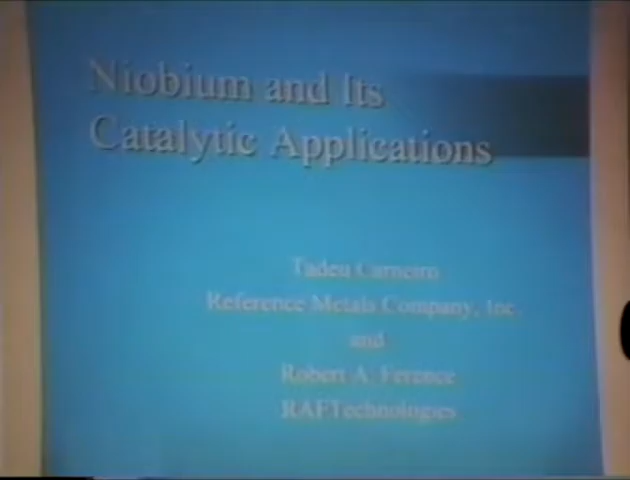 Niobium and Its
Catalytic Applications
Tadeu Carneiro
Reference Metals Company, Inc.
and
Robert A. Ference
RAFTechnologies